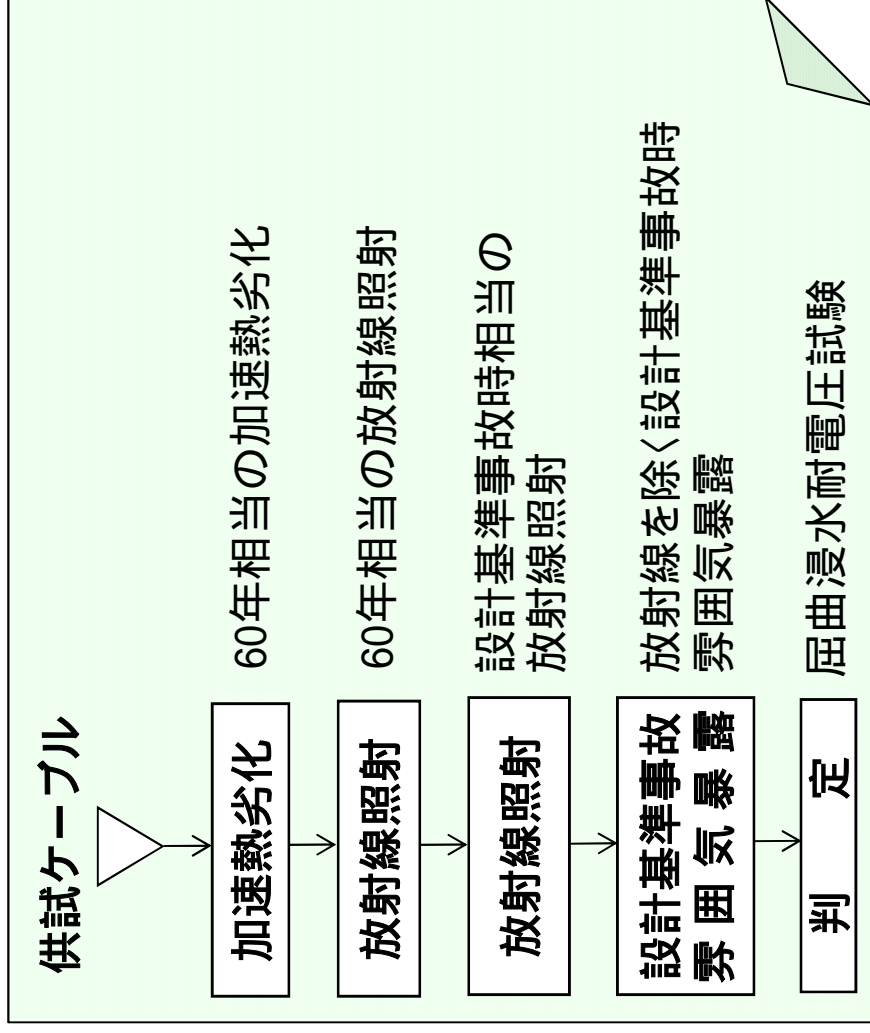 供試ケーブル
加速熱劣化
60年相当の加速熱劣化
放射線照射
60年相当の放射線照射
放射線照射
設計基準事故時相当の
放射線照射
設計基準事故
雰囲気暴露
放射線を除く設計基準事故時
雰囲気暴露
判定
屈曲浸水耐電圧試験